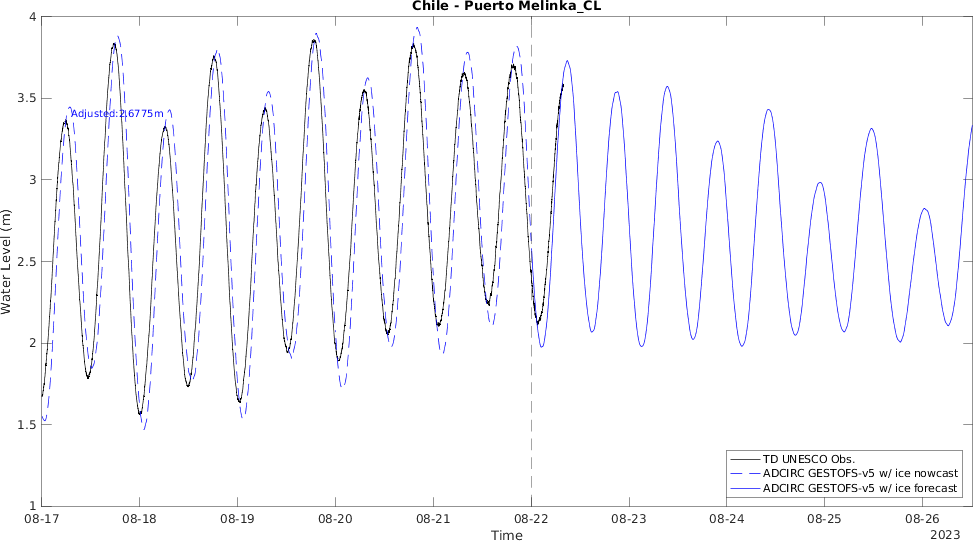 Chile - Puerto Melinka_CL
4
3.5
3
2.5
2
1.5
1
Water Level (m)
Adjusted:2.6775m
TD UNESCO Obs.
ADCIRC GESTOFS-v5 w/ ice nowcast
ADCIRC GESTOFS-v5 w/ ice forecast
08-17 08-18 08-19 08-20 08-21 08-22 08-23 08-24 08-25 08-26
Time
2023